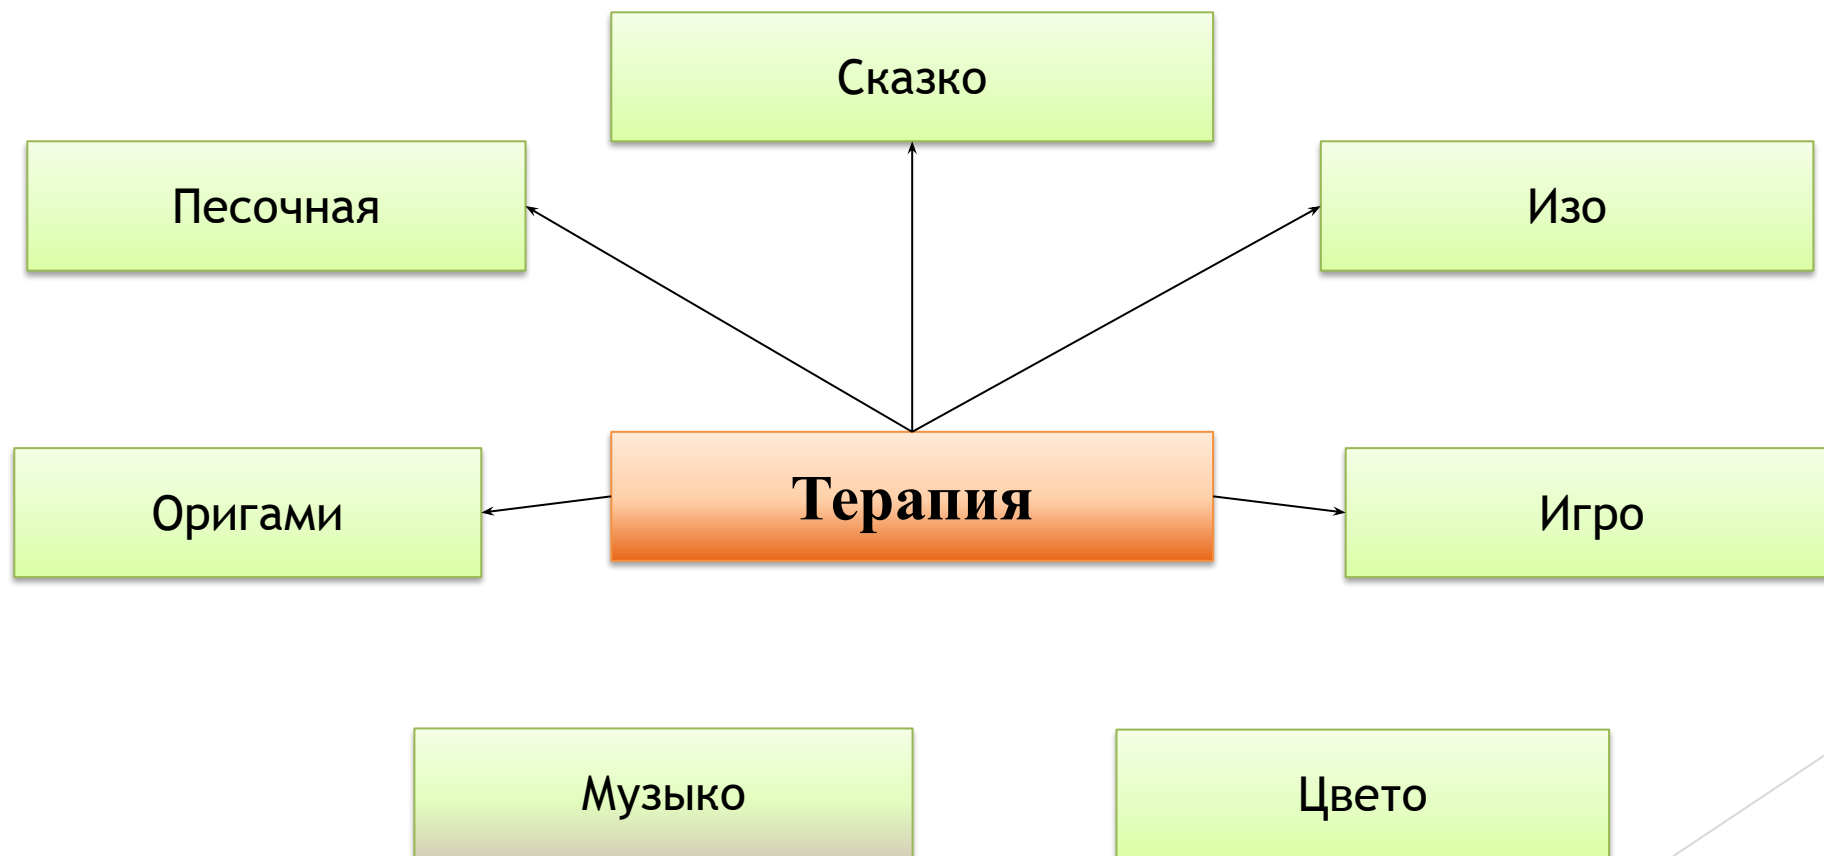 Сказко
Песочная
Изо
Оригами
Терапия
Игро
Музыко
Цвето